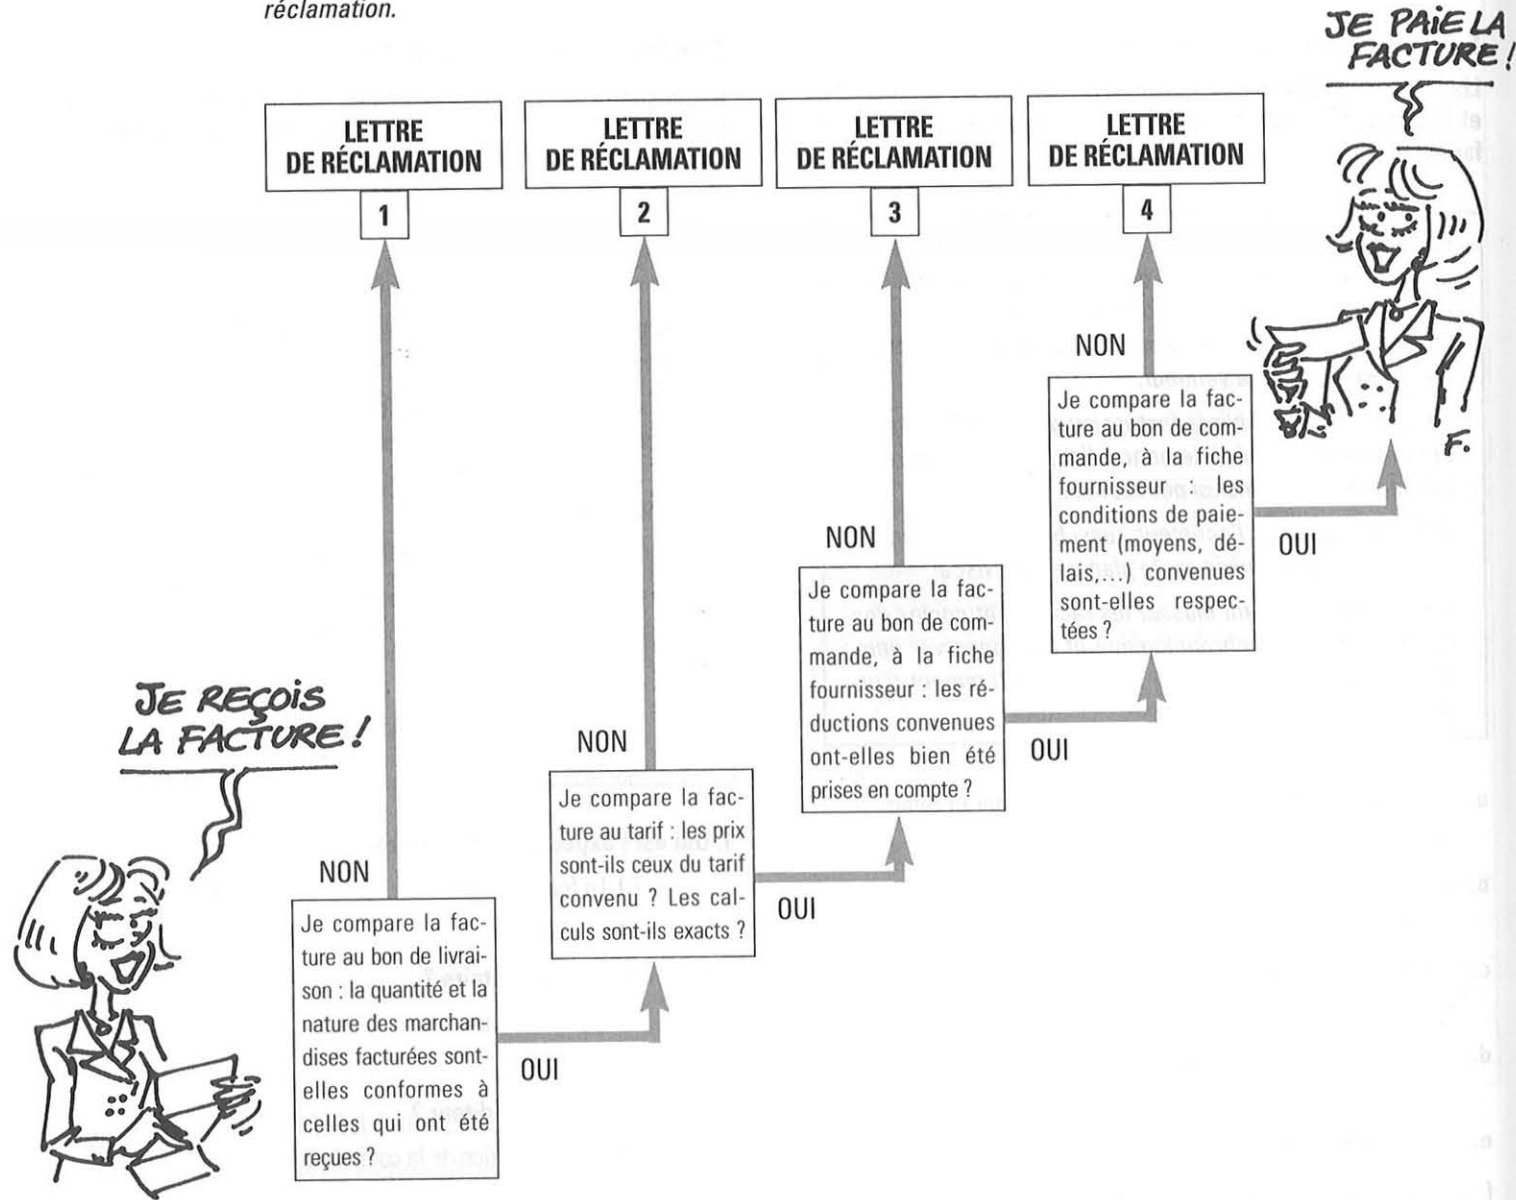 réclamation.
JE PAIE LA
FACTURE !
LETTRE
DE RÉCLAMATION
1
LETTRE
DE RÉCLAMATION
2
LETTRE
DE RÉCLAMATION
3
LETTRE
DE RÉCLAMATION
4
NON
Je compare la fac-
ture au bon de com-
mande, à la fiche
fournisseur : les
conditions de paie-
ment (moyens, dé-
lais,...) convenues
sont-elles respec-
tées ?
F.
OUI
NON
Je compare la fac-
ture au bon de com-
mande, à la fiche
fournisseur : les ré-
ductions convenues
ont-elles bien été
prises en compte ?
OUI
JE REÇOIS
LA FACTURE !
NON
Je compare la fac-
ture au tarif : les prix
sont-ils ceux du tarif
convenu ? Les cal-
culs sont-ils exacts ?
OUI
NON
Je compare la fac-
ture au bon de livrai-
son : la quantité et la
nature des marchan-
dises facturées sont-
elles conformes à
celles qui ont été
reçues ?
OUI